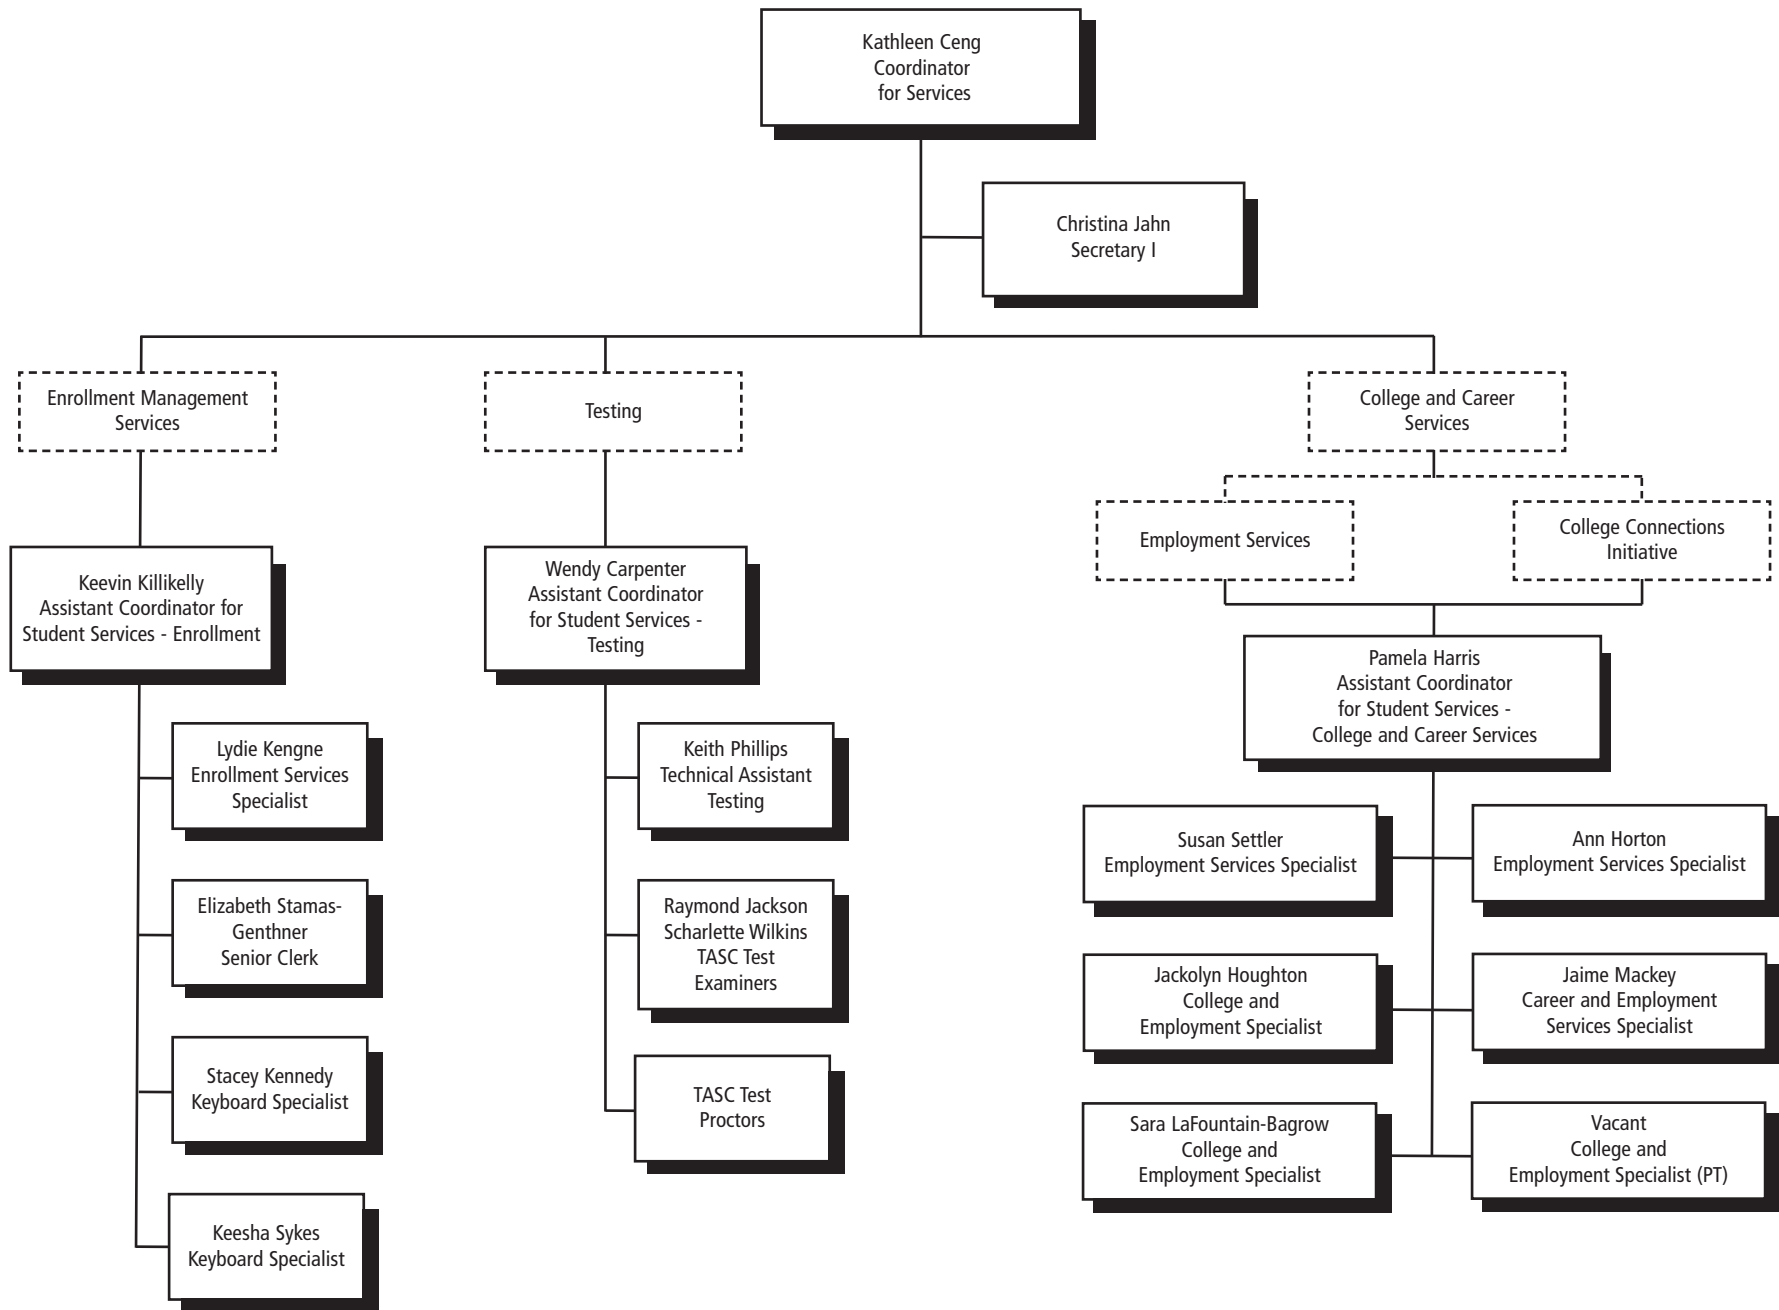 Kathleen Ceng
Coordinator
for Services
Christina Jahn
Secretary I
Enrollment Management
Services
Testing
College and Career
Services
Employment Services
College Connections
Initiative
Keevin Killikelly
Assistant Coordinator for
Student Services - Enrollment
Wendy Carpenter
Assistant Coordinator
for Student Services -
Testing
Pamela Harris
Assistant Coordinator
for Student Services -
College and Career Services
Lydie Kengne
Enrollment Services
Specialist
Elizabeth Stamas-
Genthner
Senior Clerk
Stacey Kennedy
Keyboard Specialist
Keesha Sykes
Keyboard Specialist
Keith Phillips
Technical Assistant
Testing
Raymond Jackson
Scharlette Wilkins
TASC Test
Examiners
TASC Test
Proctors
Susan Settler
Employment Services Specialist
Ann Horton
Employment Services Specialist
Jackolyn Houghton
College and
Employment Specialist
Jaime Mackey
Career and Employment
Services Specialist
Sara LaFountain-Bagrow
College and
Employment Specialist
Vacant
College and
Employment Specialist (PT)